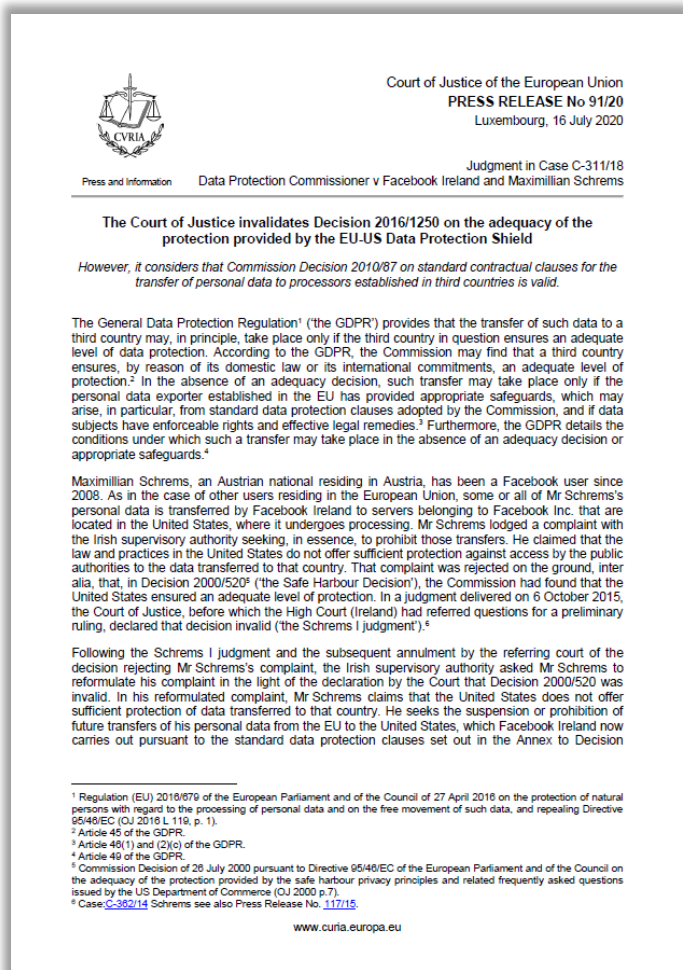 CVRIA
Press and Information
Court of Justice of the European Union
PRESS RELEASE No 91/20
Luxembourg, 16 July 2020
Judgment in Case C-311/18
Data Protection Commissioner v Facebook Ireland and Maximillian Schrems
The Court of Justice invalidates Decision 2016/1250 on the adequacy of the
protection provided by the EU-US Data Protection Shield
However, it considers that Commission Decision 2010/87 on standard contractual clauses for the
transfer of personal data to processors established in third countries is valid.
The General Data Protection Regulation¹ (‘the GDPR’) provides that the transfer of such data to a
third country may, in principle, take place only if the third country in question ensures an adequate
level of data protection. According to the GDPR, the Commission may find that a third country
ensures, by reason of its domestic law or its international commitments, an adequate level of
protection.² In the absence of an adequacy decision, such transfer may take place only if the
personal data exporter established in the EU has provided appropriate safeguards, which may
arise, in particular, from standard data protection clauses adopted by the Commission, and if data
subjects have enforceable rights and effective legal remedies.³ Furthermore, the GDPR details the
conditions under which such a transfer may take place in the absence of an adequacy decision or
appropriate safeguards.⁴
Maximillian Schrems, an Austrian national residing in Austria, has been a Facebook user since
2008. As in the case of other users residing in the European Union, some or all of Mr Schrems’s
personal data is transferred by Facebook Ireland to servers belonging to Facebook Inc. that are
located in the United States, where it undergoes processing. Mr Schrems lodged a complaint with
the Irish supervisory authority seeking, in essence, to prohibit those transfers. He claimed that the
law and practices in the United States do not offer sufficient protection against access by the public
authorities to the data transferred to that country. That complaint was rejected on the ground, inter
alia, that, in Decision 2000/520⁵ (‘the Safe Harbour Decision’), the Commission had found that the
United States ensured an adequate level of protection. In a judgment delivered on 6 October 2015,
the Court of Justice, before which the High Court (Ireland) had referred questions for a preliminary
ruling, declared that decision invalid (‘the Schrems I judgment’).⁶
Following the Schrems I judgment and the subsequent annulment by the referring court of the
decision rejecting Mr Schrems’s complaint, the Irish supervisory authority asked Mr Schrems to
reformulate his complaint in the light of the declaration by the Court that Decision 2000/520 was
invalid. In his reformulated complaint, Mr Schrems claims that the United States does not offer
sufficient protection of data transferred to that country. He seeks the suspension or prohibition of
future transfers of his personal data from the EU to the United States, which Facebook Ireland now
carries out pursuant to the standard data protection clauses set out in the Annex to Decision
¹ Regulation (EU) 2016/679 of the European Parliament and of the Council of 27 April 2016 on the protection of natural
persons with regard to the processing of personal data and on the free movement of such data, and repealing Directive
95/46/EC (OJ 2016 L 119, p. 1).
² Article 45 of the GDPR.
³ Article 46(1) and (2)(c) of the GDPR.
⁴ Article 49 of the GDPR.
⁵ Commission Decision of 26 July 2000 pursuant to Directive 95/46/EC of the European Parliament and of the Council on
the adequacy of the protection provided by the safe harbour privacy principles and related frequently asked questions
issued by the US Department of Commerce (OJ 2000 p.7).
⁶ Case:C-362/14 Schrems see also Press Release No. 117/15.
www.curia.europa.eu